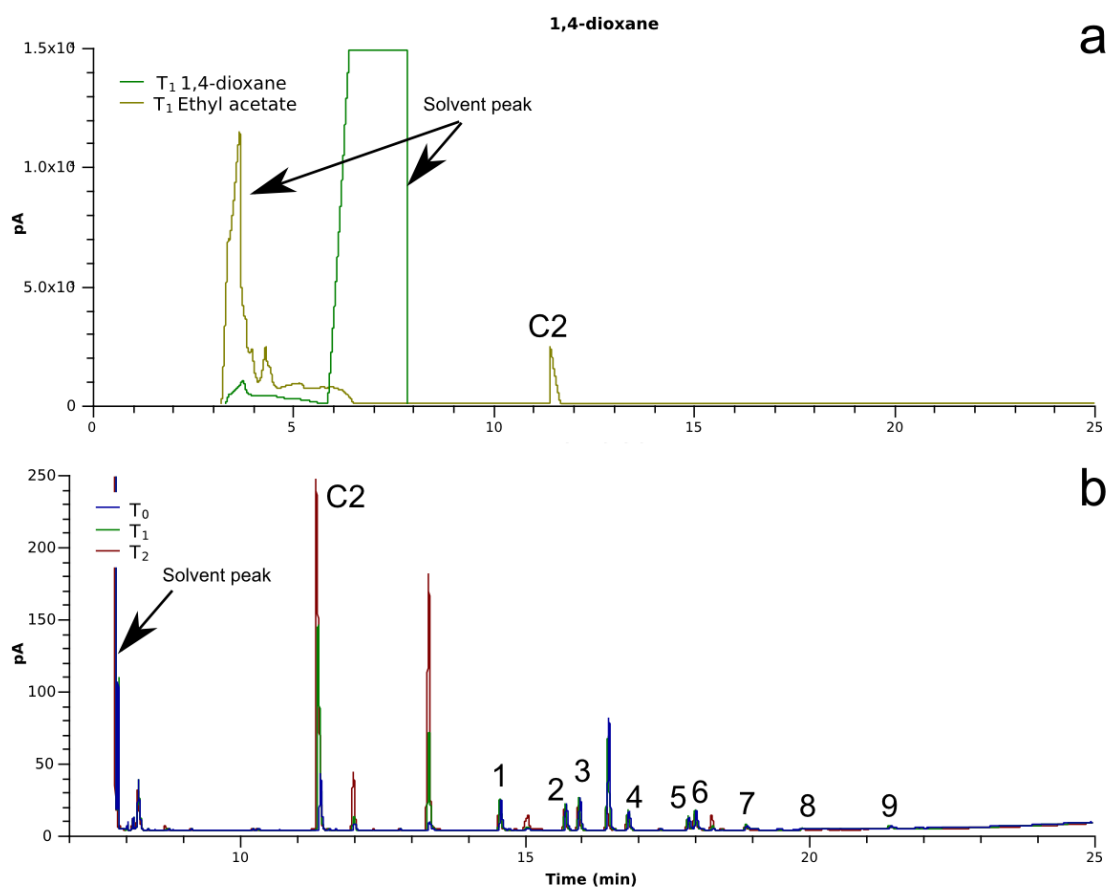 1,4-dioxane
a
1.5x10
T₁ 1,4-dioxane
T₁ Ethyl acetate
Solvent peak
1.0x10
pA
5.0x10
C2
0
0 5 10 15 20 25
250
b
C2
T₀
T₁
T₂
200
Solvent peak
150
pA
100
50
1 2 3 4 5 6 7 8 9
0
10 15 20 25
Time (min)